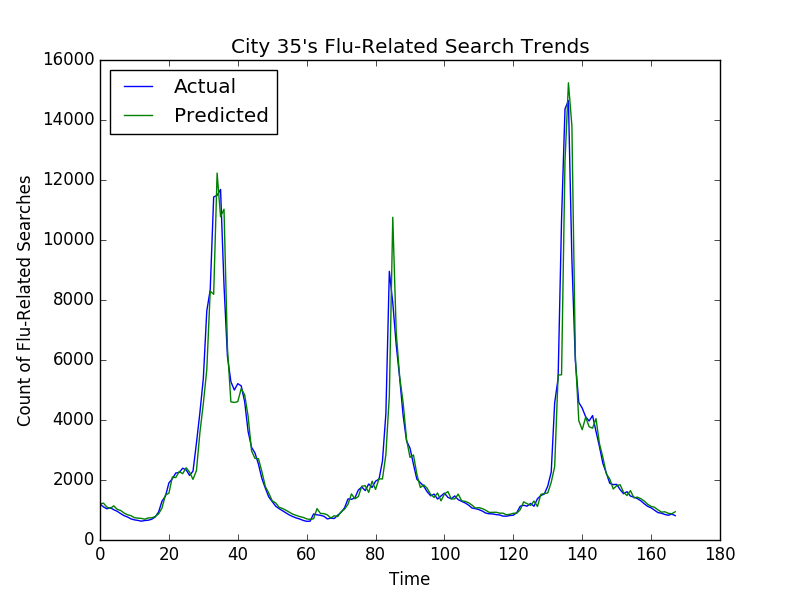 City 35's Flu-Related Search Trends
Actual
Predicted
16000
14000
12000
10000
8000
6000
4000
2000
0
Count of Flu-Related Searches
0 20 40 60 80 100 120 140 160 180
Time